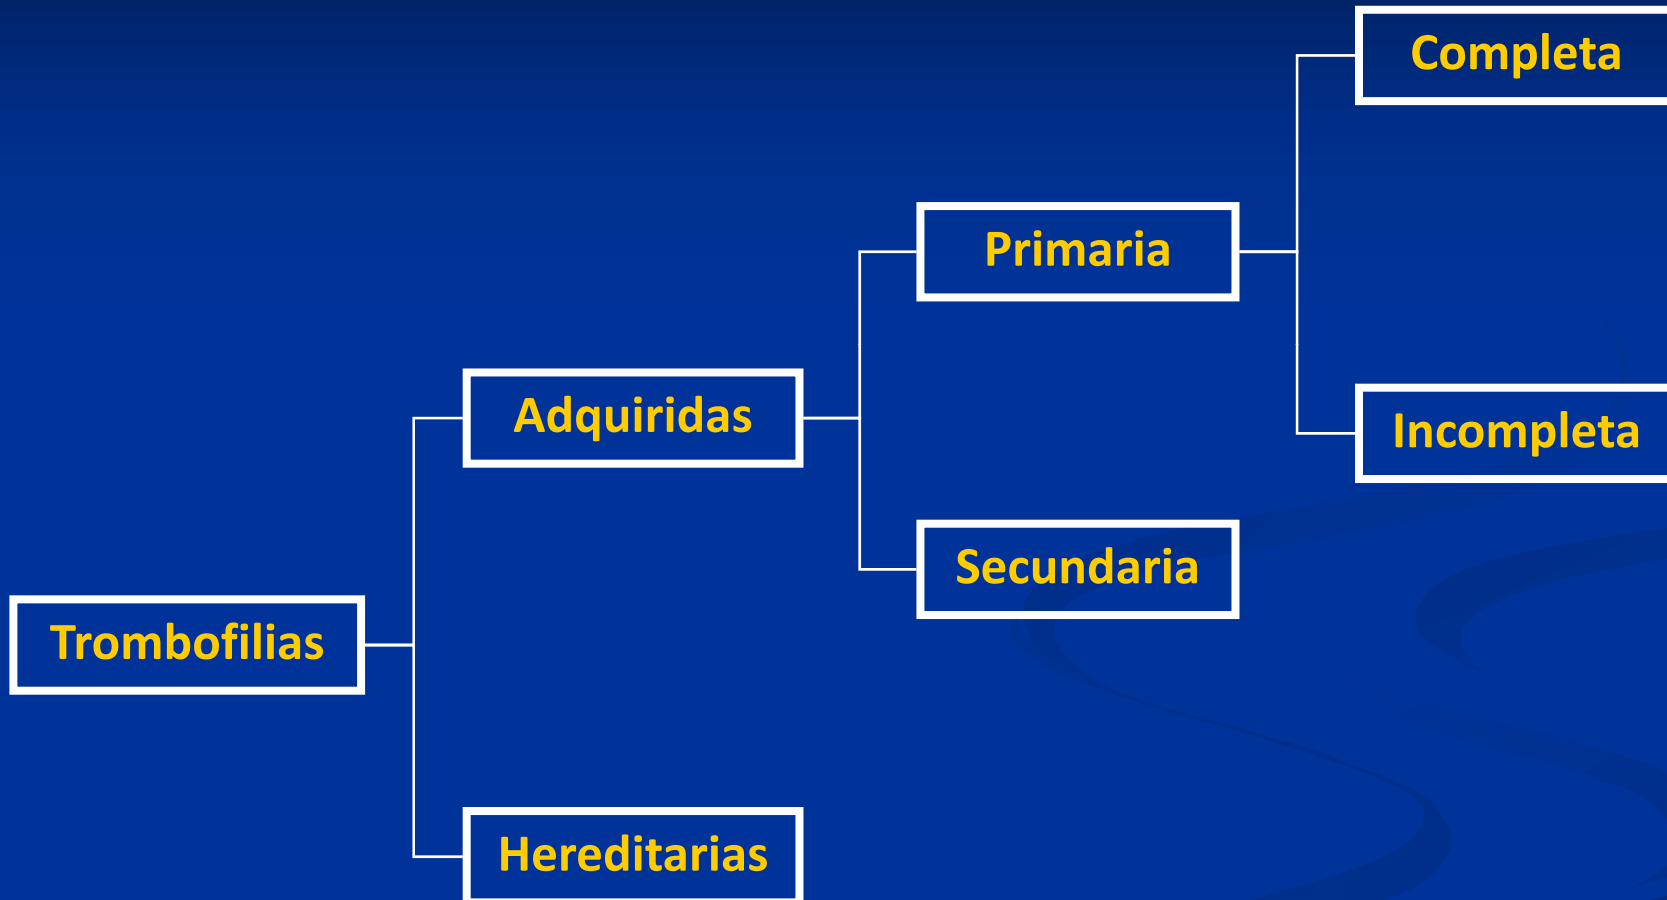 Completa
Primaria
Adquiridas
Incompleta
Secundaria
Trombofilias
Hereditarias